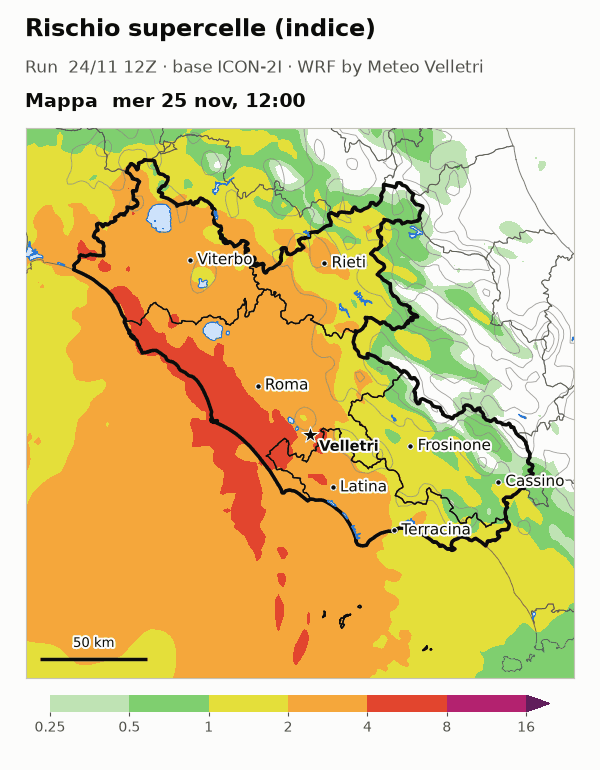 Rischio supercelle (indice)
Run  24/11 12Z · base ICON-2I · WRF by Meteo Velletri
Mappa  mer 25 nov, 12:00
Viterbo
Rieti
Roma
Velletri
Frosinone
Cassino
Latina
Terracina
50 km
0.25 0.5 1 2 4 8 16